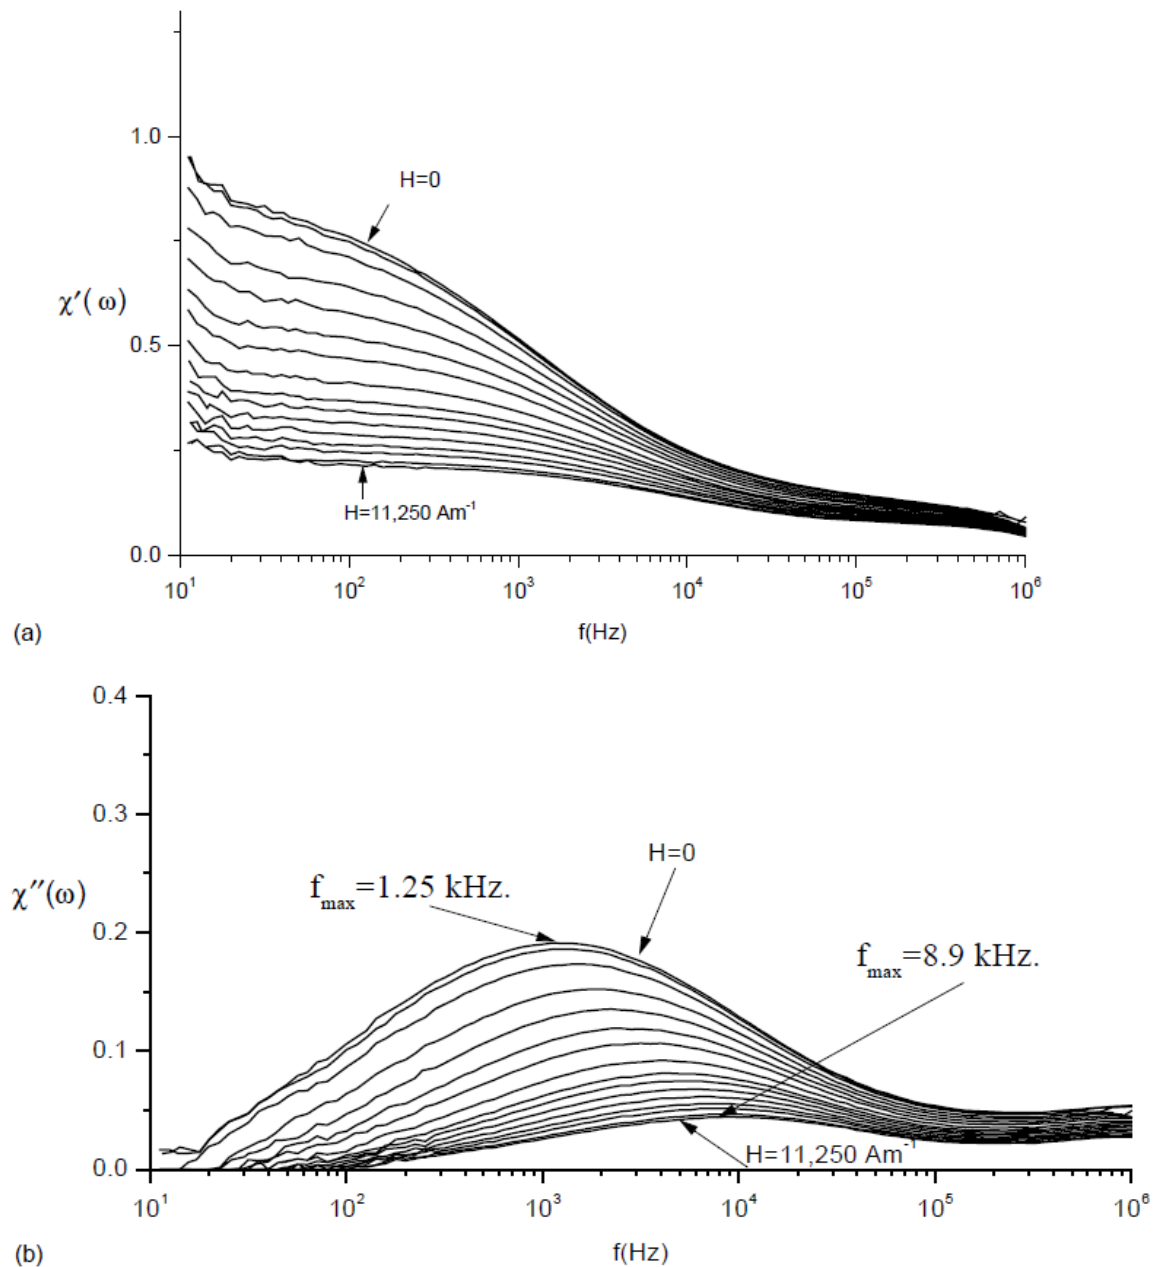 1.0
H=0
χ′( ω)
0.5
H=11,250 Am⁻¹
0.0
10¹ 10² 10³ 10⁴ 10⁵ 10⁶
(a) f(Hz)
0.4
0.3
H=0
f_max=1.25 kHz.
χ′′(ω)
0.2
f_max=8.9 kHz.
0.1
H=11,250 Am⁻¹
0.0
10¹ 10² 10³ 10⁴ 10⁵ 10⁶
(b) f(Hz)